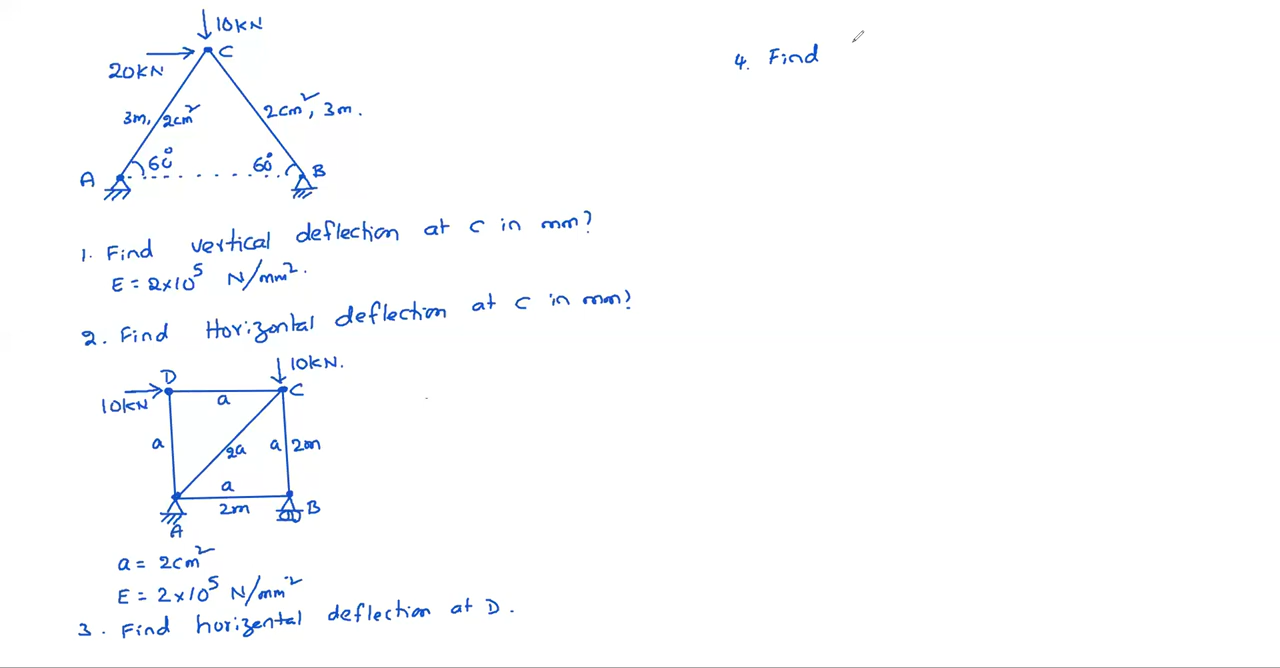 ↓10KN
C
20KN
3m, 2cm²
2cm², 3m.
60°
60°
A
B
1. Find vertical deflection at C in mm?
E = 2×10⁵ N/mm².
2. Find Horizontal deflection at C in mm?
D
↓10KN.
C
10KN
a
a
2a
a
2m
a
2m
B
A
a = 2cm²
E = 2×10⁵ N/mm²
3. Find horizental deflection at D.
4. Find